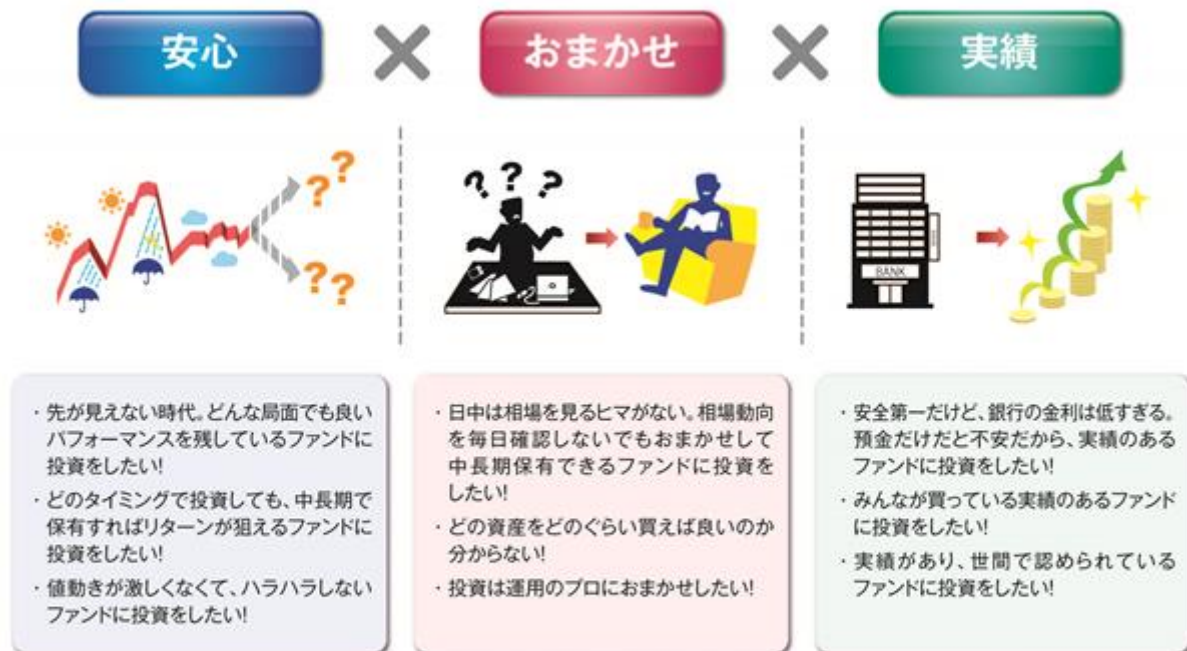 安心
×
おまかせ
×
実績
? ?
? ?
? ? ?
BANK
・先が見えない時代。どんな局面でも良い
パフォーマンスを残しているファンドに
投資をしたい!
・どのタイミングで投資しても、中長期で
保有すればリターンが狙えるファンドに
投資をしたい!
・値動きが激しくなくて、ハラハラしない
ファンドに投資をしたい!
・日中は相場を見るヒマがない。相場動向
を毎日確認しないでもおまかせして
中長期保有できるファンドに投資を
したい!
・どの資産をどのぐらい買えば良いのか
分からない!
・投資は運用のプロにおまかせしたい!
・安全第一だけど、銀行の金利は低すぎる。
預金だけだと不安だから、実績のある
ファンドに投資をしたい!
・みんなが買っている実績のあるファンド
に投資をしたい!
・実績があり、世間で認められている
ファンドに投資をしたい!